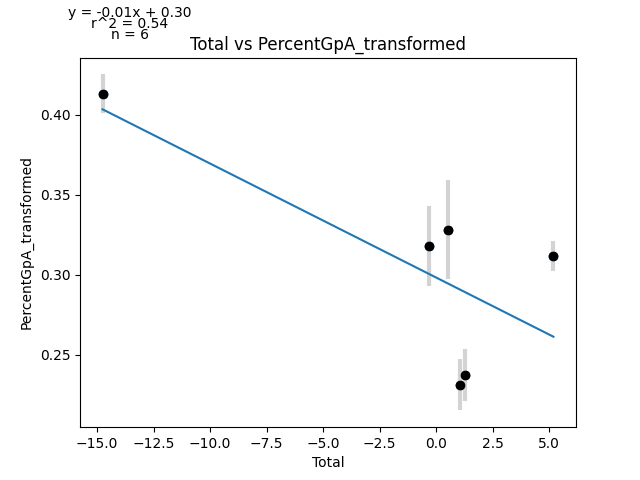 y = -0.01x + 0.30
r^2 = 0.54
n = 6
Total vs PercentGpA_transformed
PercentGpA_transformed
0.40
0.35
0.30
0.25
−15.0 −12.5 −10.0 −7.5 −5.0 −2.5 0.0 2.5 5.0
Total